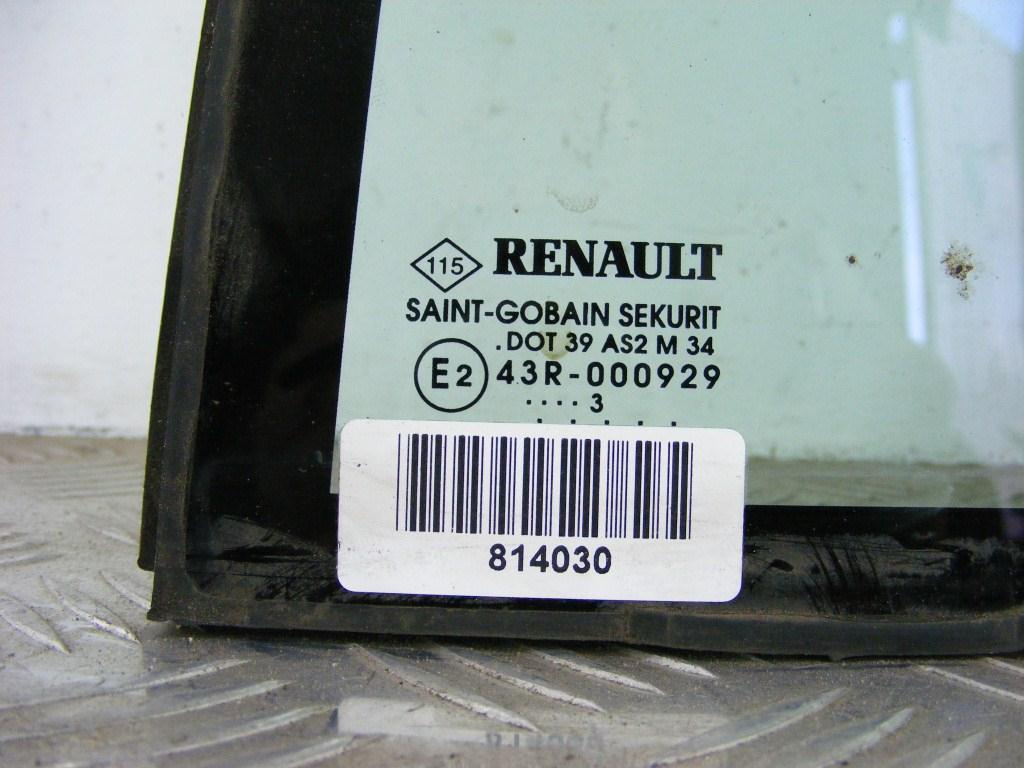 115 RENAULT
SAINT-GOBAIN SEKURIT
.DOT 39 AS2 M 34
E2 43R-000929
.... 3
814030